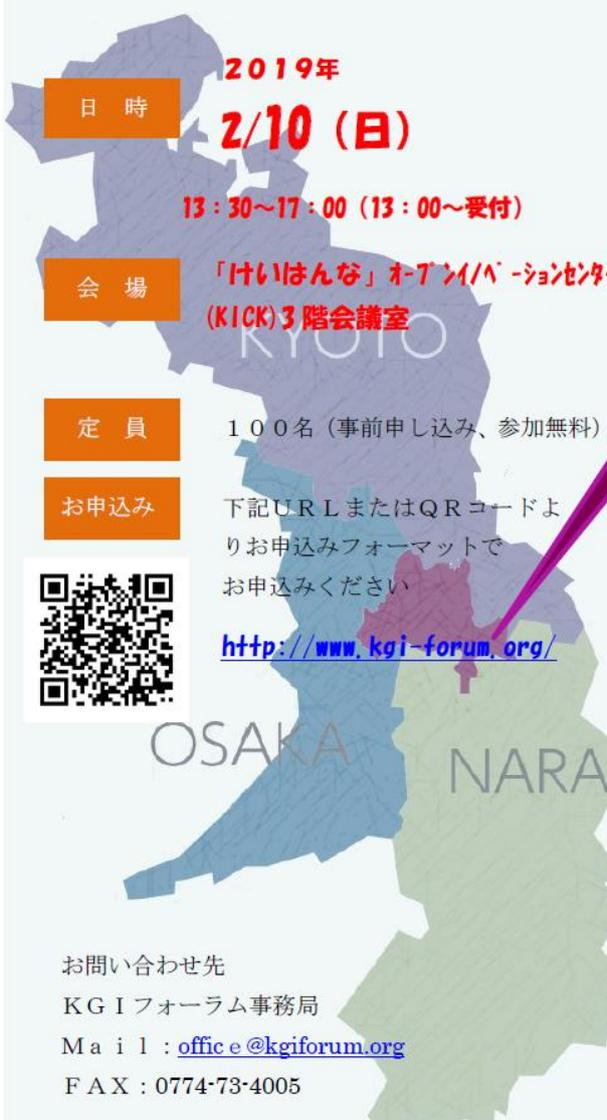 日　時
２０１９年
2/10（日）
13：30～17：00（13：00～受付）
会　場
「けいはんな」ｵｰﾌﾟﾝｲﾉﾍﾞｰｼｮﾝｾﾝﾀｰ
(KICK)３階会議室
KYOTO
定　員
１００名（事前申し込み、参加無料）
お申込み
下記ＵＲＬまたはＱＲコードよ
りお申込みフォーマットで
お申込みください
http://www.kgi-forum.org/
OSAKA
NARA
お問い合わせ先
ＫＧＩフォーラム事務局
Ｍａｉｌ：office@kgiforum.org
ＦＡＸ：0774-73-4005